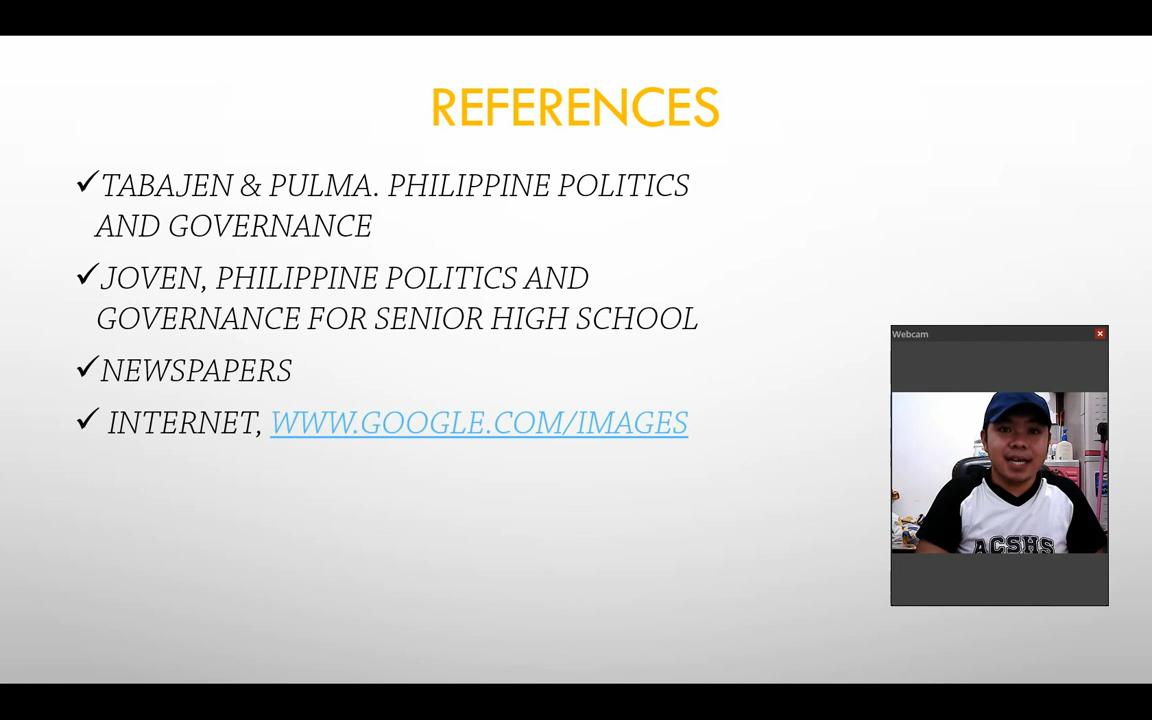 REFERENCES
✓TABAJEN & PULMA. PHILIPPINE POLITICS
AND GOVERNANCE
✓JOVEN, PHILIPPINE POLITICS AND
GOVERNANCE FOR SENIOR HIGH SCHOOL
✓NEWSPAPERS
✓ INTERNET, WWW.GOOGLE.COM/IMAGES
Webcam
ACSHS